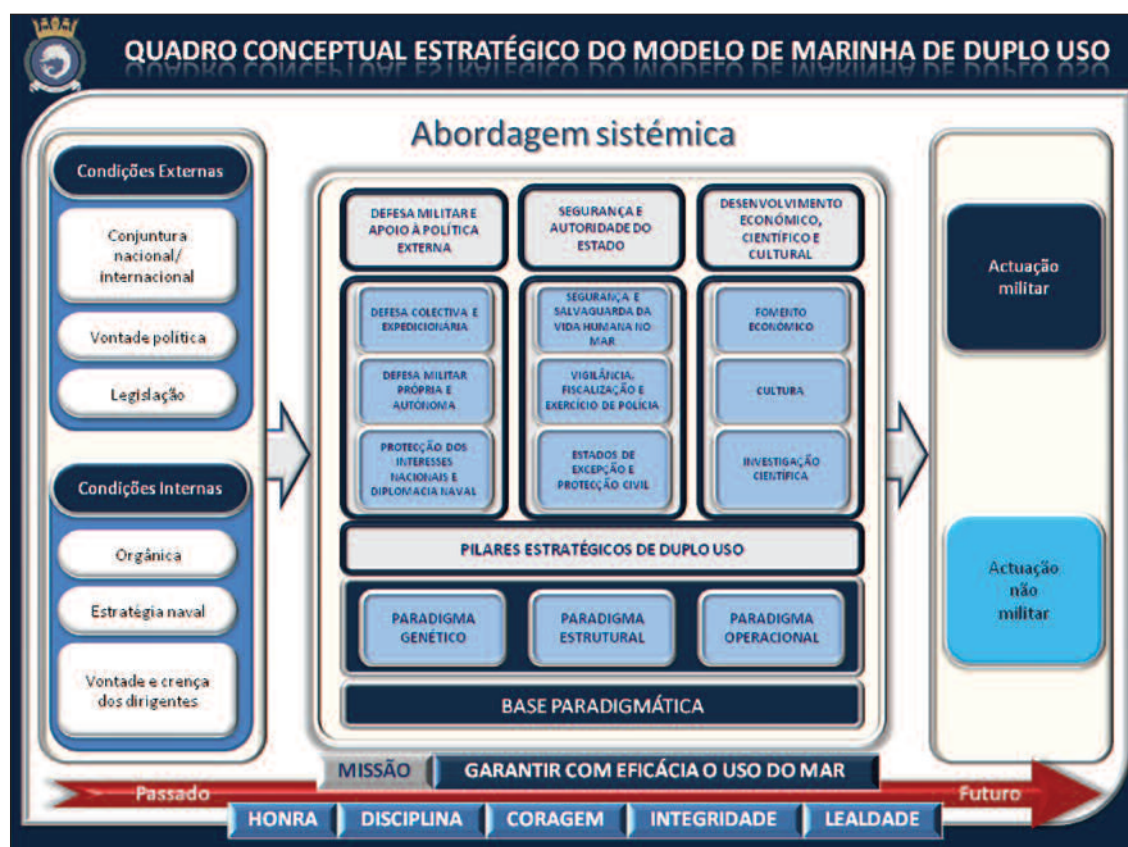 QUADRO CONCEPTUAL ESTRATÉGICO DO MODELO DE MARINHA DE DUPLO USO
Abordagem sistémica
Condições Externas
Conjuntura
nacional/
internacional
Vontade política
Legislação
Condições Internas
Orgânica
Estratégia naval
Vontade e crença
dos dirigentes
DEFESA MILITAR E
APOIO À POLÍTICA
EXTERNA
SEGURANÇA E
AUTORIDADE DO
ESTADO
DESENVOLVIMENTO
ECONÓMICO,
CIENTÍFICO E
CULTURAL
DEFESA COLECTIVA E
EXPEDICIONÁRIA
SEGURANÇA E
SALVAGUARDA DA
VIDA HUMANA NO
MAR
FOMENTO
ECONÓMICO
DEFESA MILITAR
PRÓPRIA E
AUTÓNOMA
VIGILÂNCIA,
FISCALIZAÇÃO E
EXERCÍCIO DE POLÍCIA
CULTURA
PROTECÇÃO DOS
INTERESSES
NACIONAIS E
DIPLOMACIA NAVAL
ESTADOS DE
EXCEPÇÃO E
PROTECÇÃO CIVIL
INVESTIGAÇÃO
CIENTÍFICA
PILARES ESTRATÉGICOS DE DUPLO USO
PARADIGMA
GENÉTICO
PARADIGMA
ESTRUTURAL
PARADIGMA
OPERACIONAL
BASE PARADIGMÁTICA
Actuação
militar
Actuação
não
militar
MISSÃO GARANTIR COM EFICÁCIA O USO DO MAR
Passado Futuro
HONRA DISCIPLINA CORAGEM INTEGRIDADE LEALDADE